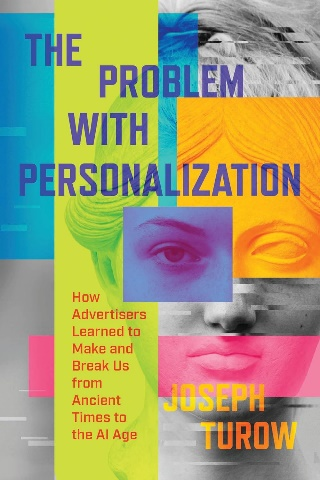 THE
PROBLEM
WITH
PERSONALIZATION
How
Advertisers
Learned to
Make and
Break Us
from
Ancient
Times to
the AI Age
JOSEPH
TUROW